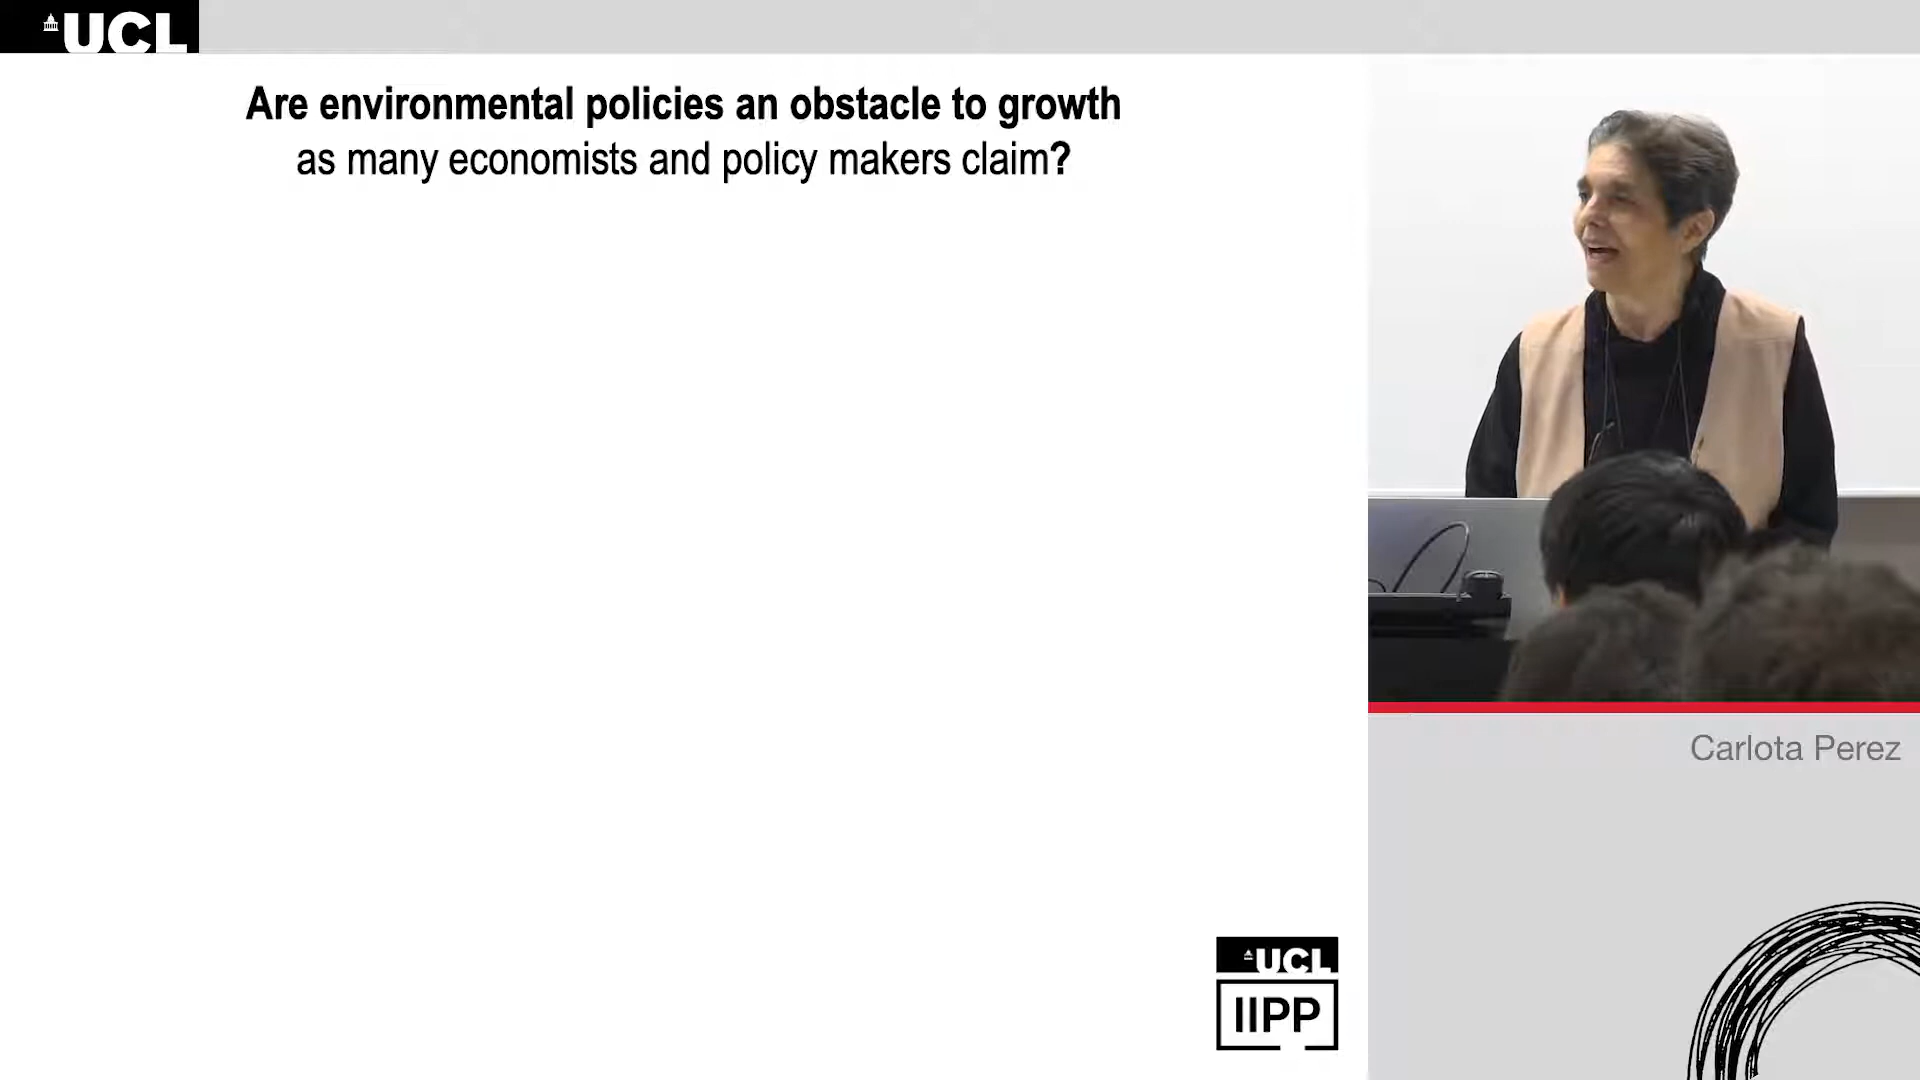 UCL
Are environmental policies an obstacle to growth
as many economists and policy makers claim?
Carlota Perez
UCL
IIPP